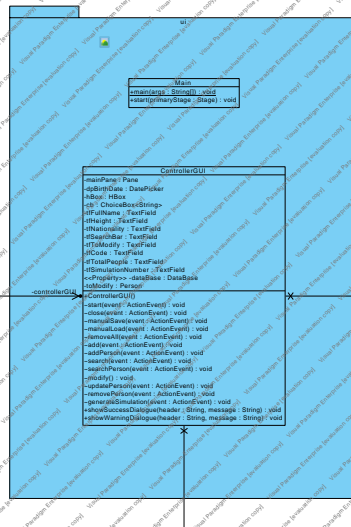 ui
Main
+main(args : String[]) : void
+start(primaryStage : Stage) : void
ControllerGUI
-mainPane : Pane
-dpBirthDate : DatePicker
-hBox : HBox
-cb : ChoiceBox<String>
-tfFullName : TextField
-tfHeight : TextField
-tfNationality : TextField
-tfSearchBar : TextField
-tfToModify : TextField
-tfCode : TextField
-tfTotalPeople : TextField
-tfSimulationNumber : TextField
<<Property>> -dataBase : DataBase
-toModify : Person
-controllerGUI
+ControllerGUI()
~start(event : ActionEvent) : void
~close(event : ActionEvent) : void
~manualSave(event : ActionEvent) : void
~manualLoad(event : ActionEvent) : void
~removeAll(event : ActionEvent) : void
~add(event : ActionEvent) : void
~addPerson(event : ActionEvent) : void
~search(event : ActionEvent) : void
~searchPerson(event : ActionEvent) : void
~modify() : void
~updatePerson(event : ActionEvent) : void
~removePerson(event : ActionEvent) : void
~generateSimulation(event : ActionEvent) : void
+showSuccessDialogue(header : String, message : String) : void
+showWarningDialogue(header : String, message : String) : void
Visual Paradigm Enterprise [evaluation copy]